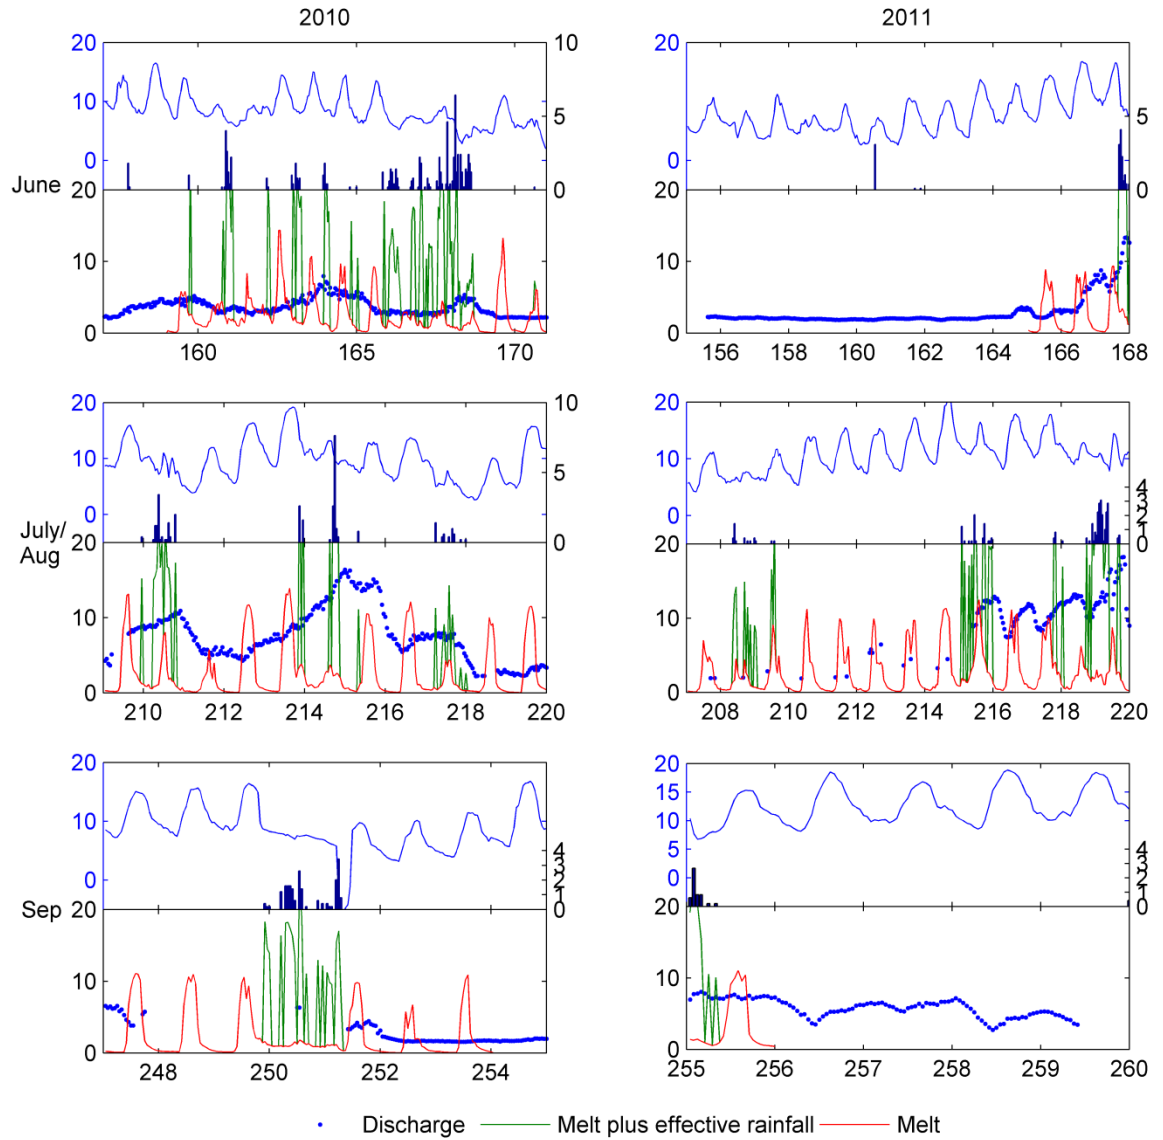 2010 2011
20 10 20
10 5 10 5
0 0
June 20 0 20 0
10 10
0 0
160 165 170 156 158 160 162 164 166 168
20 10 20
10 5 10 4
3
0 0 2
1
July/ 20 0 20 0
Aug
10 10
0 0
210 212 214 216 218 220 208 210 212 214 216 218 220
20 20
15
10 4 10 4
3 5 3
0 2 0 2
1 1
Sep 20 0 20 0
10 10
0 0
248 250 252 254 255 256 257 258 259 260
Discharge Melt plus effective rainfall Melt